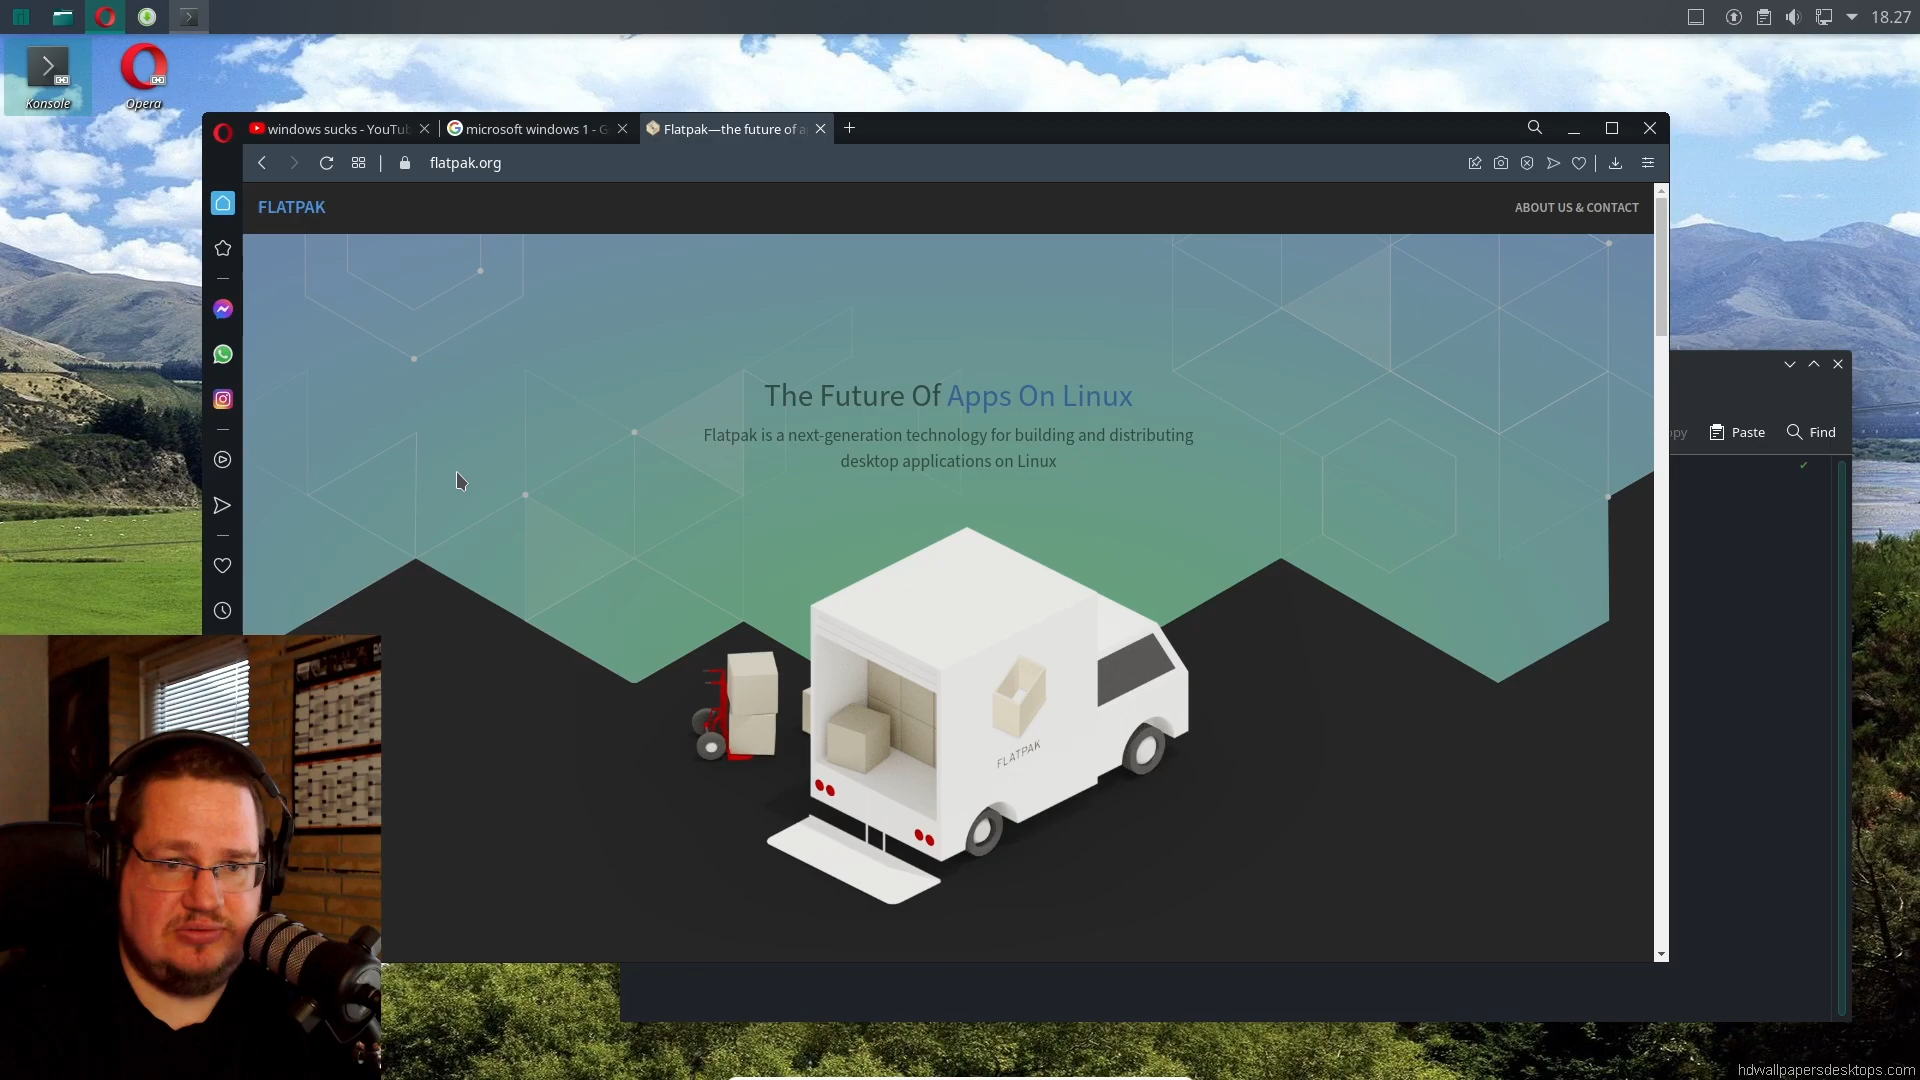 18.27
Konsole
Opera
windows sucks - YouTub
microsoft windows 1 - G
Flatpak—the future of a
flatpak.org
FLATPAK
ABOUT US & CONTACT
The Future Of Apps On Linux
Flatpak is a next-generation technology for building and distributing
desktop applications on Linux
opy
Paste
Find
FLATPAK
hdwallpapersdesktops.com